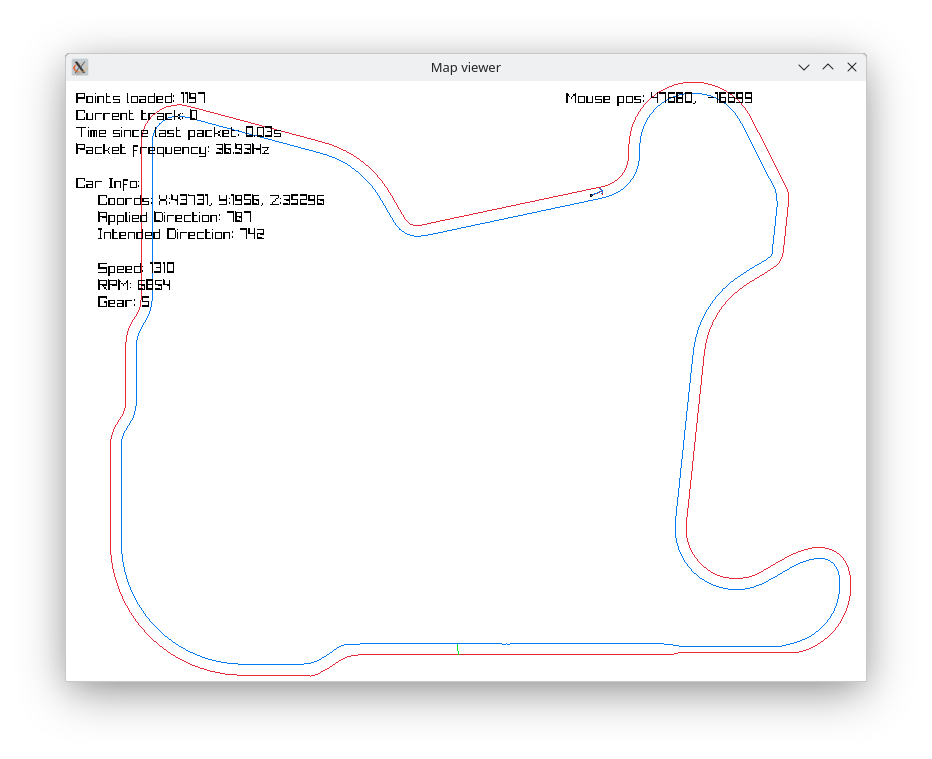 Map viewer
Points loaded: 1197
Mouse pos: 47680, -16699
Current track: 0
Time since last packet: 0.03s
Packet frequency: 36.93Hz
Car Info:
Coords: X:43731, Y:1956, Z:35296
Applied Direction: 787
Intended Direction: 742
Speed: 1310
RPM: 6854
Gear: 5